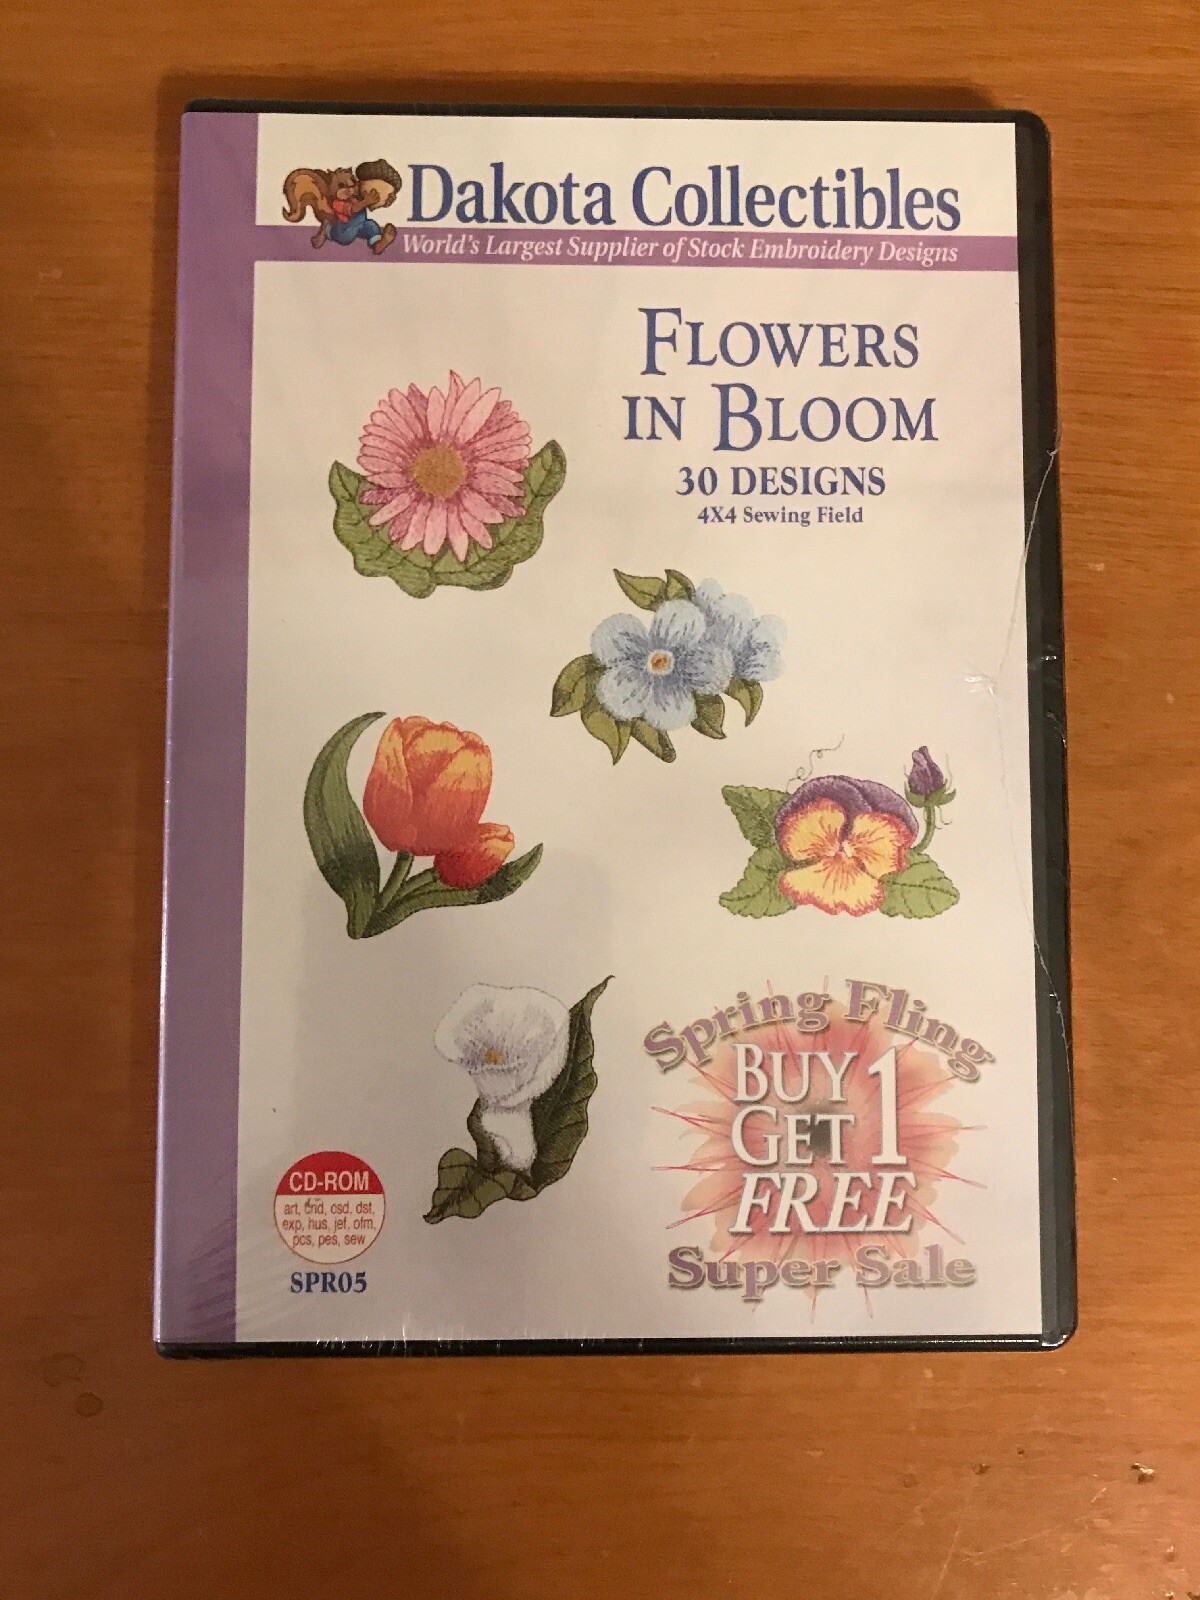 Dakota Collectibles
World's Largest Supplier of Stock Embroidery Designs
FLOWERS
IN BLOOM
30 DESIGNS
4X4 Sewing Field
Spring Fling
BUY 1
GET 1
FREE
Super Sale
CD-ROM
art, cnd, csd, dst,
exp, hus, jef, ofm,
pcs, pes, sew
SPR05